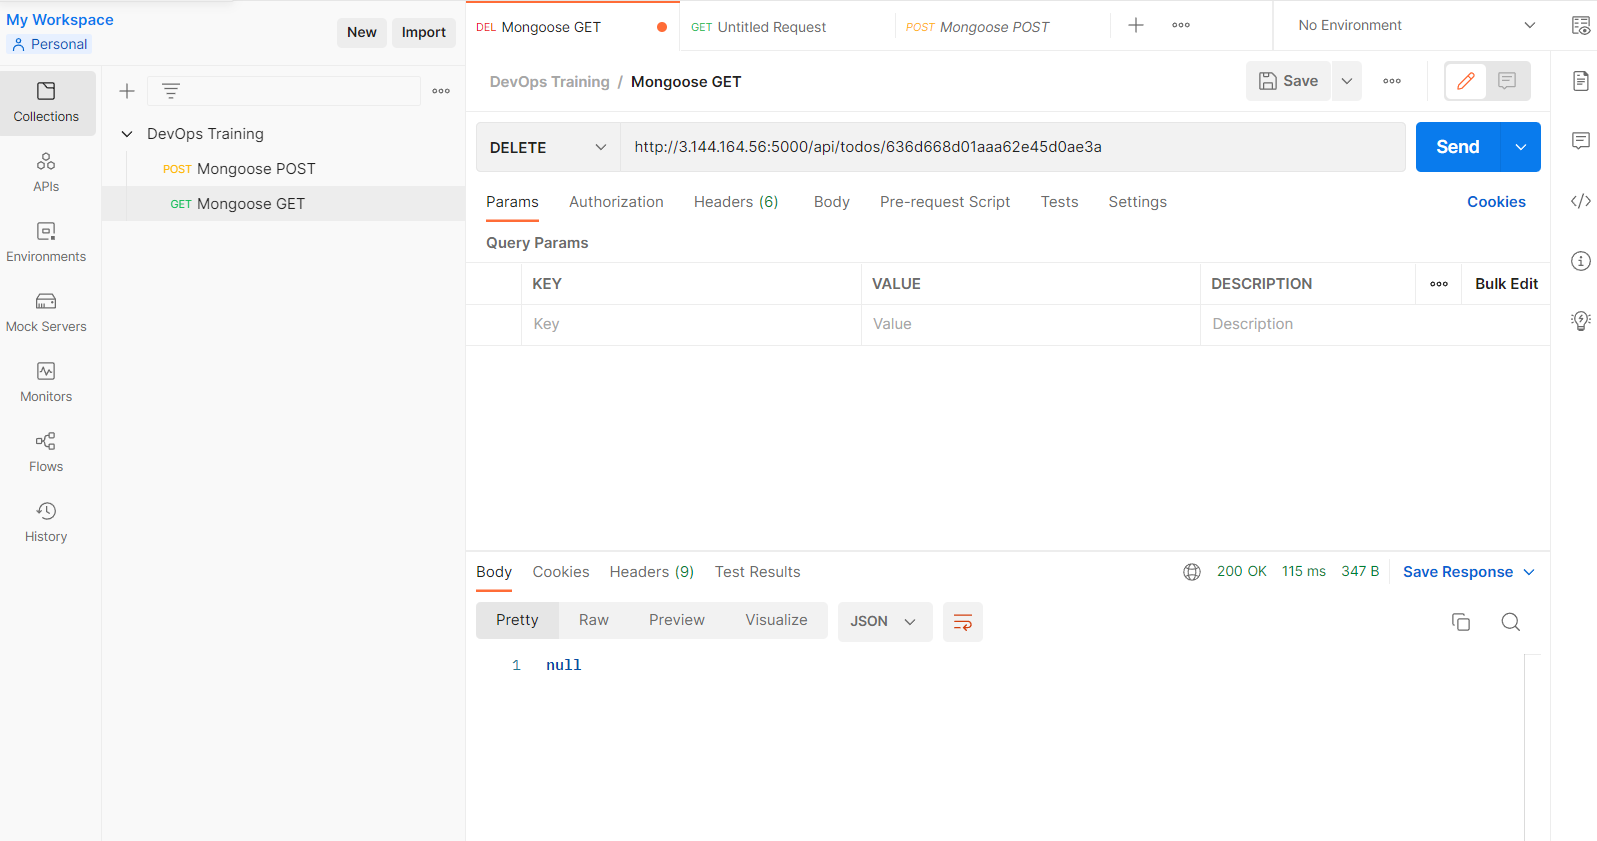 My Workspace
Personal
New
Import
DEL Mongoose GET
GET Untitled Request
POST Mongoose POST
No Environment
Collections
APIs
Environments
Mock Servers
Monitors
Flows
History
DevOps Training
POST Mongoose POST
GET Mongoose GET
DevOps Training / Mongoose GET
Save
DELETE
http://3.144.164.56:5000/api/todos/636d668d01aaa62e45d0ae3a
Send
Params Authorization Headers (6) Body Pre-request Script Tests Settings Cookies
Query Params
KEY VALUE DESCRIPTION Bulk Edit
Key Value Description
Body Cookies Headers (9) Test Results
200 OK 115 ms 347 B Save Response
Pretty Raw Preview Visualize JSON
1 null